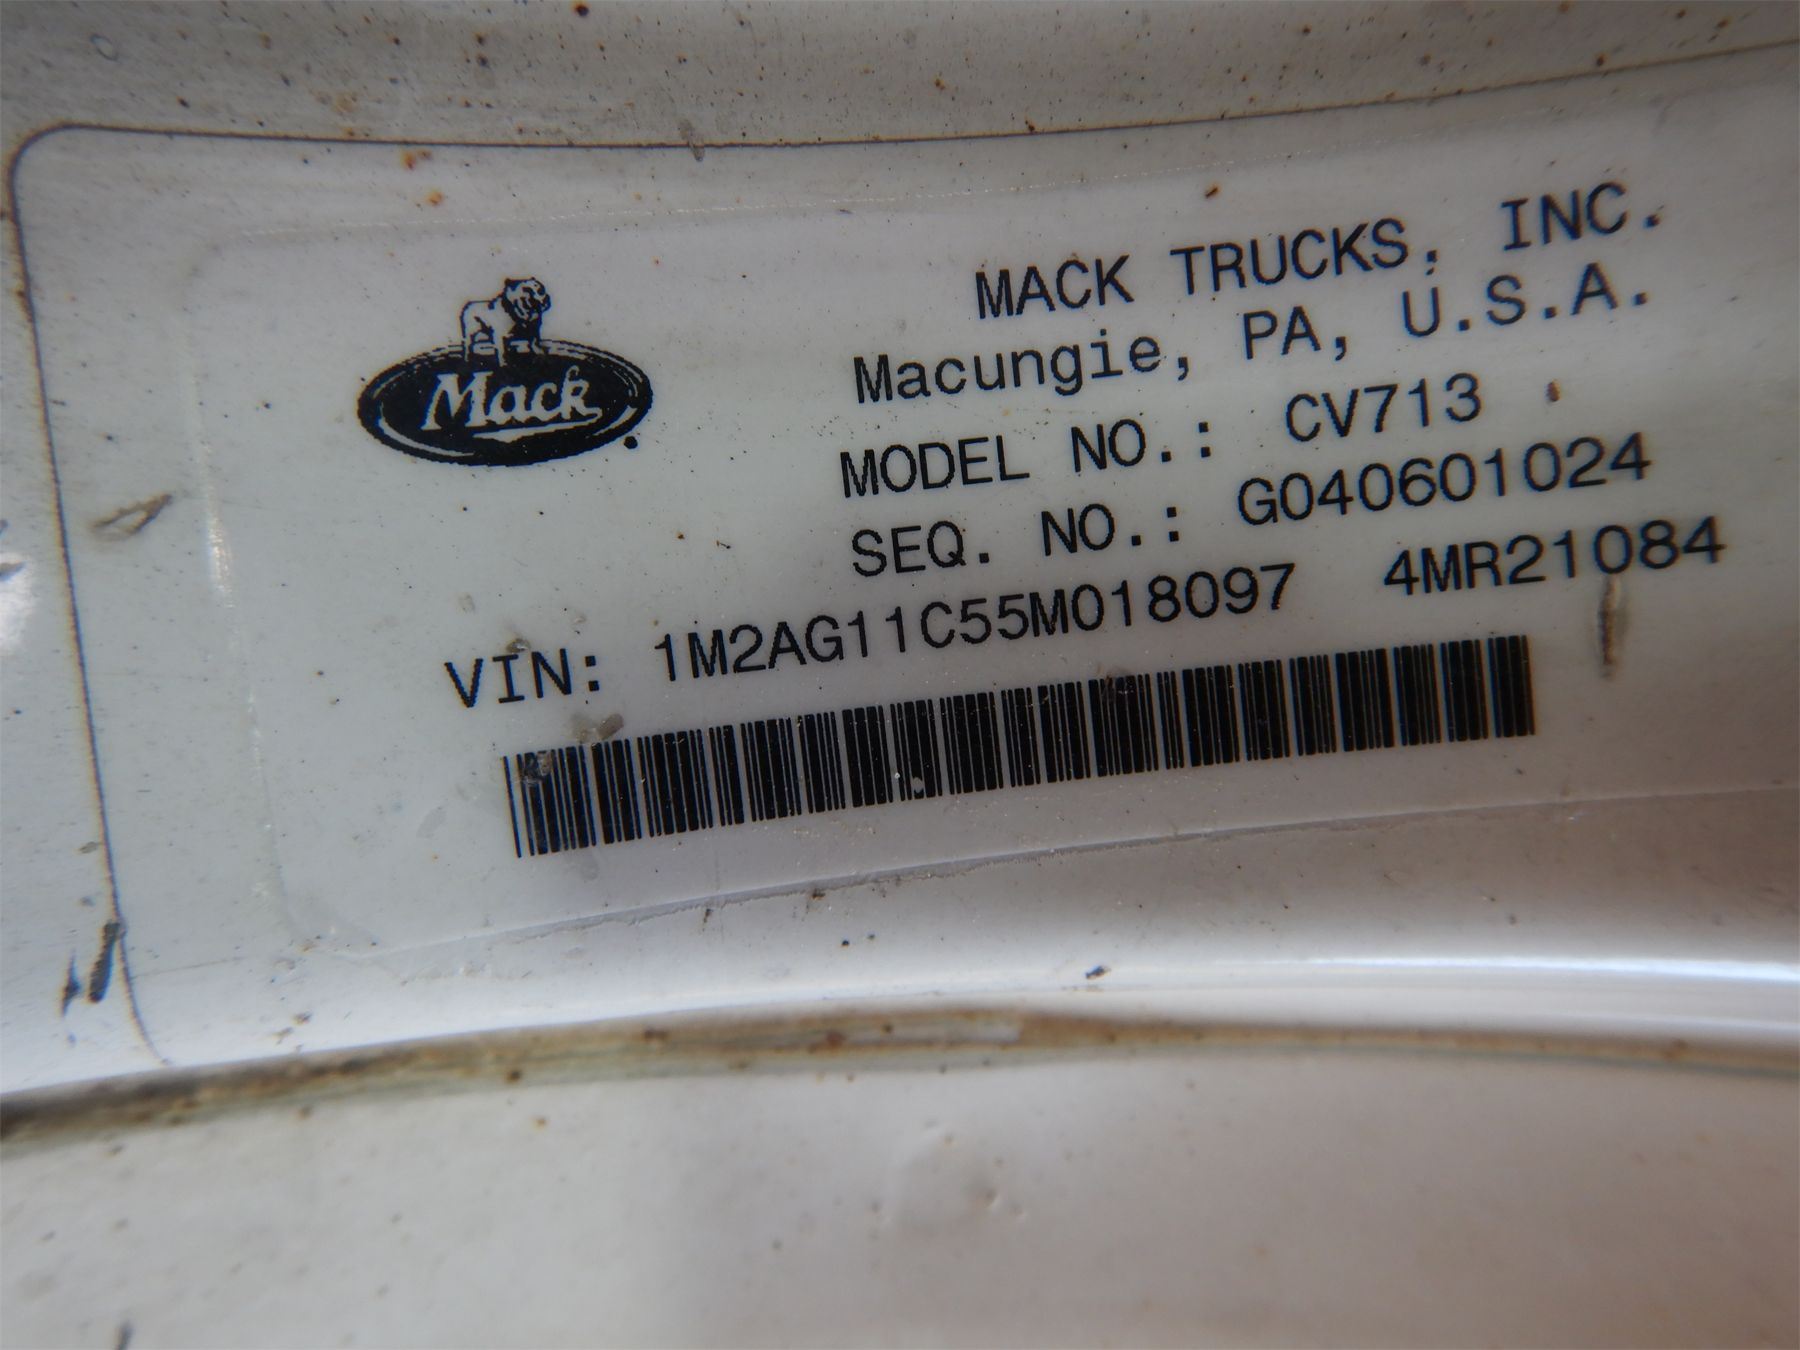 Mack
MACK TRUCKS, INC.
Macungie, PA, U.S.A.
MODEL NO.: CV713
SEQ. NO.: G040601024
VIN: 1M2AG11C55M018097 4MR21084